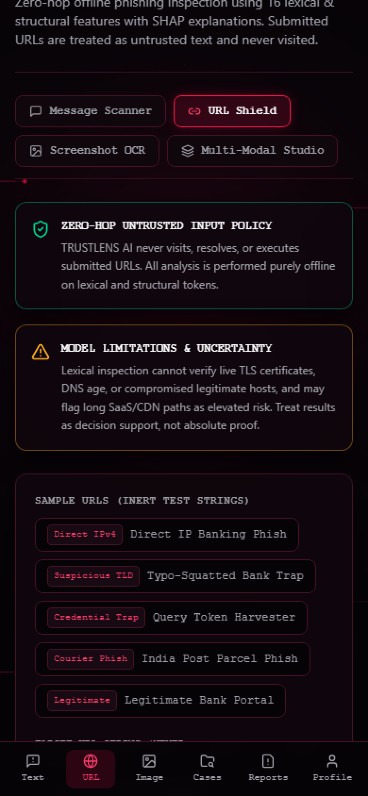 Zero-hop offline phishing inspection using 16 lexical &
structural features with SHAP explanations. Submitted
URLs are treated as untrusted text and never visited.
Message Scanner
URL Shield
Screenshot OCR
Multi-Modal Studio
ZERO-HOP UNTRUSTED INPUT POLICY
TRUSTLENS AI never visits, resolves, or executes
submitted URLs. All analysis is performed purely offline
on lexical and structural tokens.
MODEL LIMITATIONS & UNCERTAINTY
Lexical inspection cannot verify live TLS certificates,
DNS age, or compromised legitimate hosts, and may
flag long SaaS/CDN paths as elevated risk. Treat results
as decision support, not absolute proof.
SAMPLE URLS (INERT TEST STRINGS)
Direct IPv4 Direct IP Banking Phish
Suspicious TLD Typo-Squatted Bank Trap
Credential Trap Query Token Harvester
Courier Phish India Post Parcel Phish
Legitimate Legitimate Bank Portal
Text
URL
Image
Cases
Reports
Profile